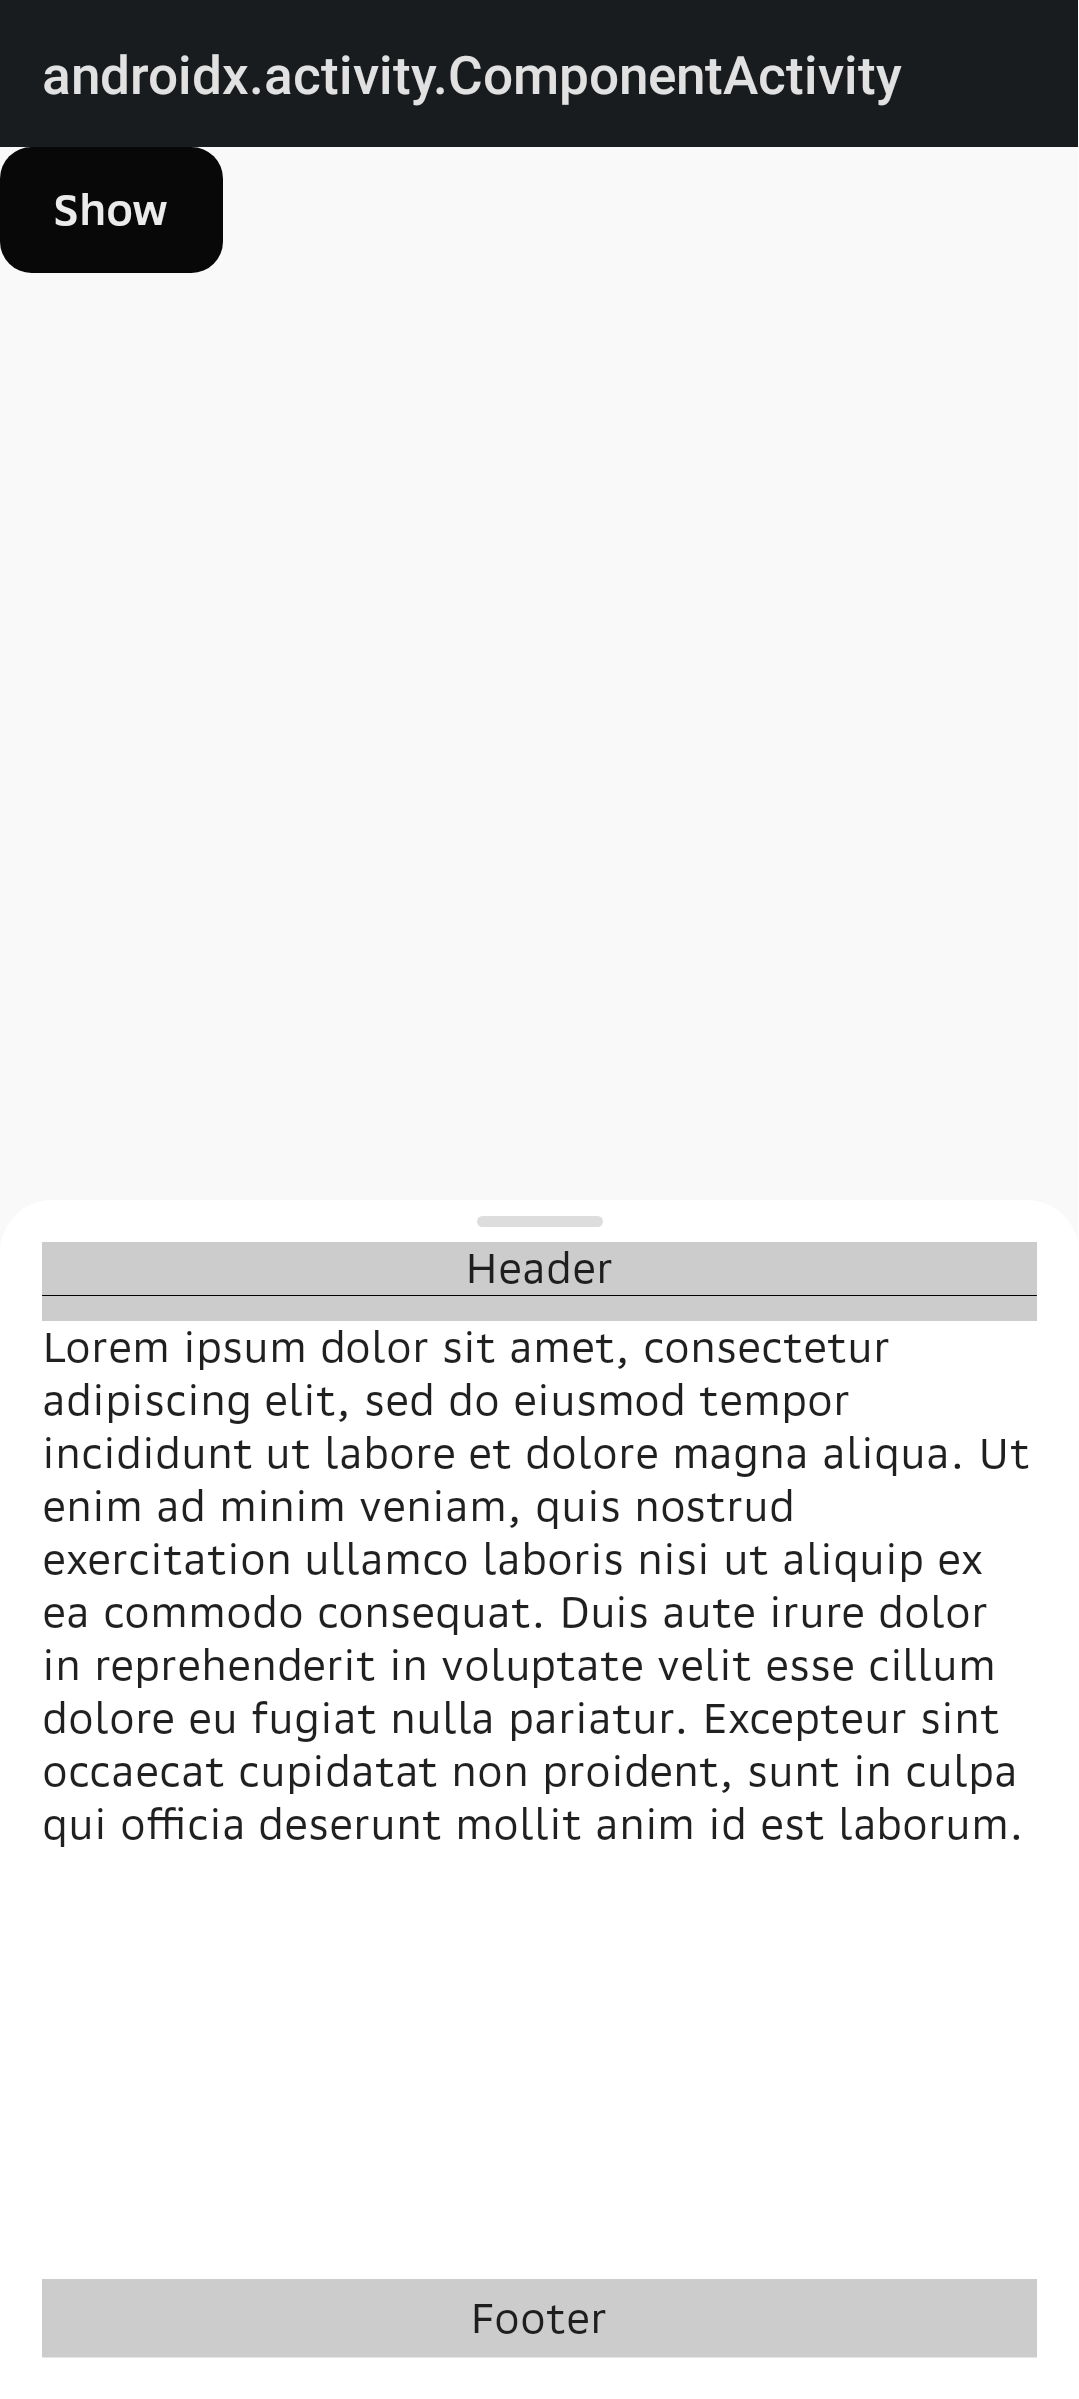 androidx.activity.ComponentActivity
Show
Header
Lorem ipsum dolor sit amet, consectetur
adipiscing elit, sed do eiusmod tempor
incididunt ut labore et dolore magna aliqua. Ut
enim ad minim veniam, quis nostrud
exercitation ullamco laboris nisi ut aliquip ex
ea commodo consequat. Duis aute irure dolor
in reprehenderit in voluptate velit esse cillum
dolore eu fugiat nulla pariatur. Excepteur sint
occaecat cupidatat non proident, sunt in culpa
qui officia deserunt mollit anim id est laborum.
Footer